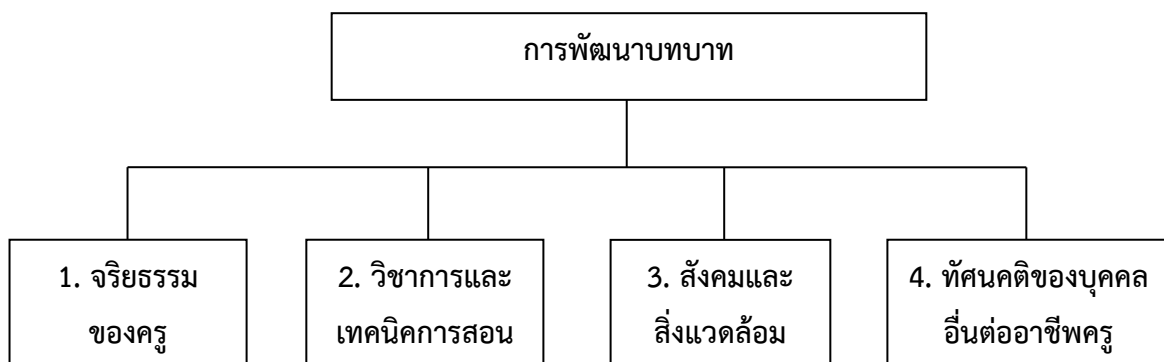 การพัฒนาบทบาท
1. จริยธรรม
ของครู
2. วิชาการและ
เทคนิคการสอน
3. สังคมและ
สิ่งแวดล้อม
4. ทัศนคติของบุคคล
อื่นต่ออาชีพครู